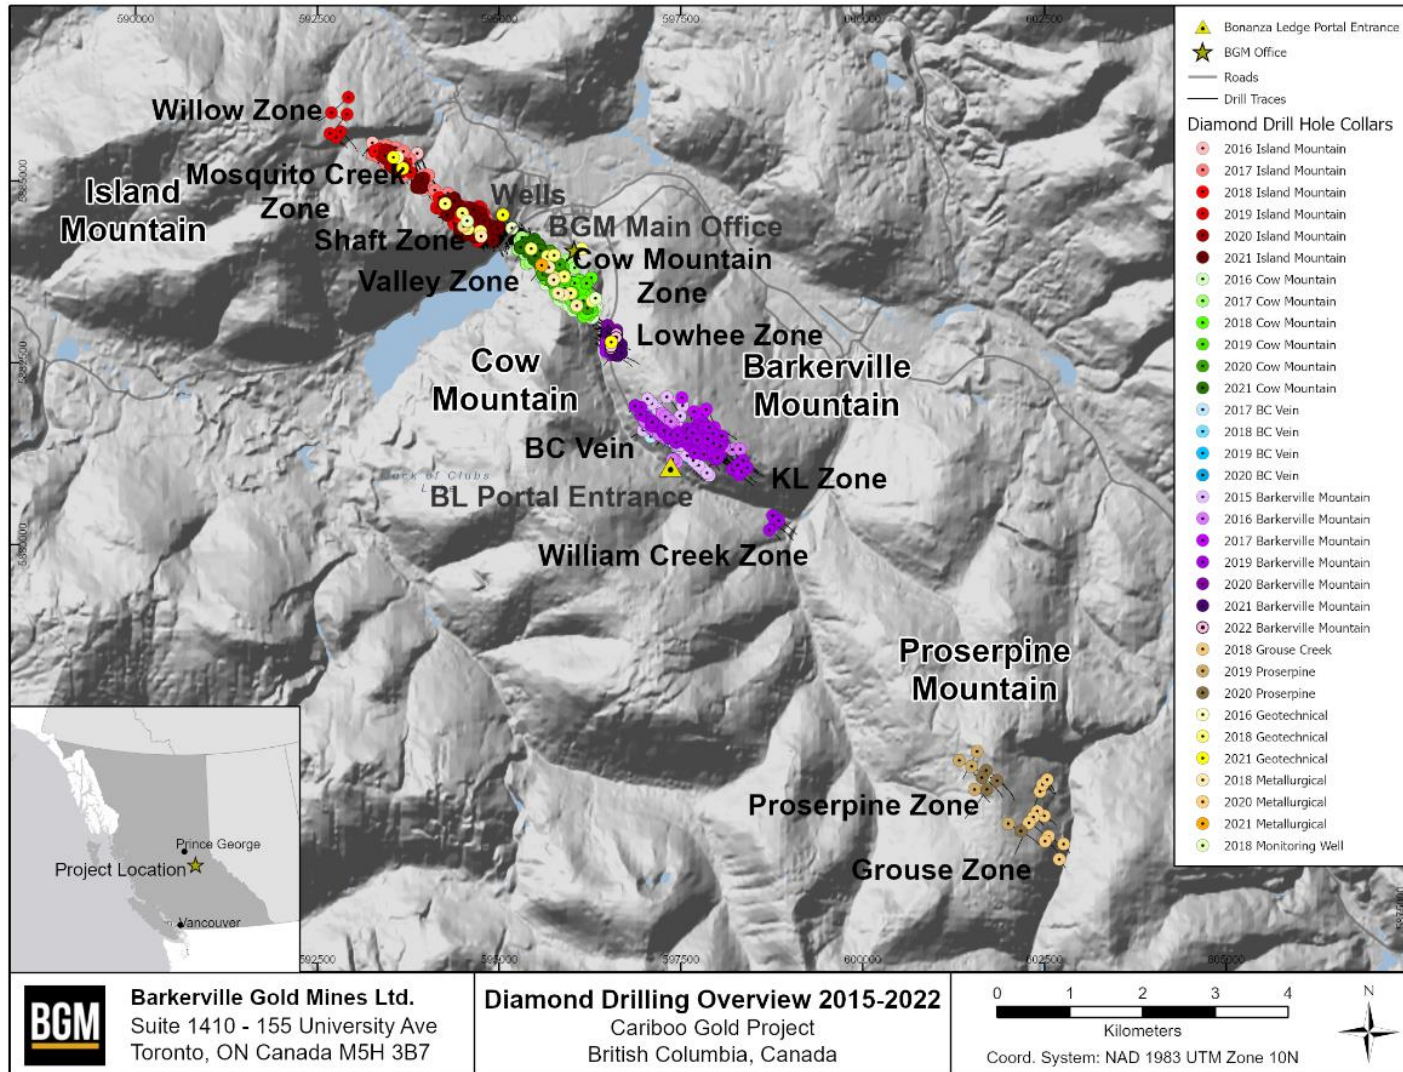 590000
592500
595000
597500
600000
602500
Willow Zone
Island
Mountain
Mosquito Creek
Zone
Wells
BGM Main Office
Shaft Zone
Cow Mountain
Zone
Valley Zone
Lowhee Zone
Cow
Mountain
Barkerville
Mountain
BC Vein
KL Zone
BL Portal Entrance
William Creek Zone
Proserpine
Mountain
Proserpine Zone
Grouse Zone
5885000
5882500
5880000
592500
595000
597500
600000
602500
605000
Bonanza Ledge Portal Entrance
BGM Office
Roads
Drill Traces
Diamond Drill Hole Collars
2016 Island Mountain
2017 Island Mountain
2018 Island Mountain
2019 Island Mountain
2020 Island Mountain
2021 Island Mountain
2016 Cow Mountain
2017 Cow Mountain
2018 Cow Mountain
2019 Cow Mountain
2020 Cow Mountain
2021 Cow Mountain
2017 BC Vein
2018 BC Vein
2019 BC Vein
2020 BC Vein
2015 Barkerville Mountain
2016 Barkerville Mountain
2017 Barkerville Mountain
2019 Barkerville Mountain
2020 Barkerville Mountain
2021 Barkerville Mountain
2022 Barkerville Mountain
2018 Grouse Creek
2019 Proserpine
2020 Proserpine
2016 Geotechnical
2018 Geotechnical
2021 Geotechnical
2018 Metallurgical
2020 Metallurgical
2021 Metallurgical
2018 Monitoring Well
Prince George
Project Location
Vancouver
BGM
Barkerville Gold Mines Ltd.
Suite 1410 - 155 University Ave
Toronto, ON Canada M5H 3B7
Diamond Drilling Overview 2015-2022
Cariboo Gold Project
British Columbia, Canada
0 1 2 3 4
Kilometers
Coord. System: NAD 1983 UTM Zone 10N
N